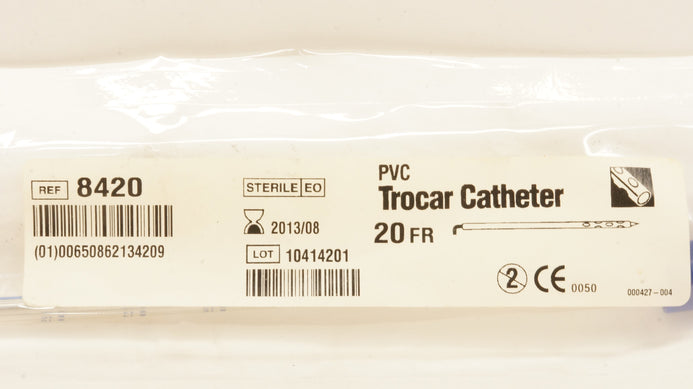 REF 8420
(01)00650862134209
STERILE EO
2013/08
LOT 10414201
PVC
Trocar Catheter
20 FR
2 CE 0050
000427-004